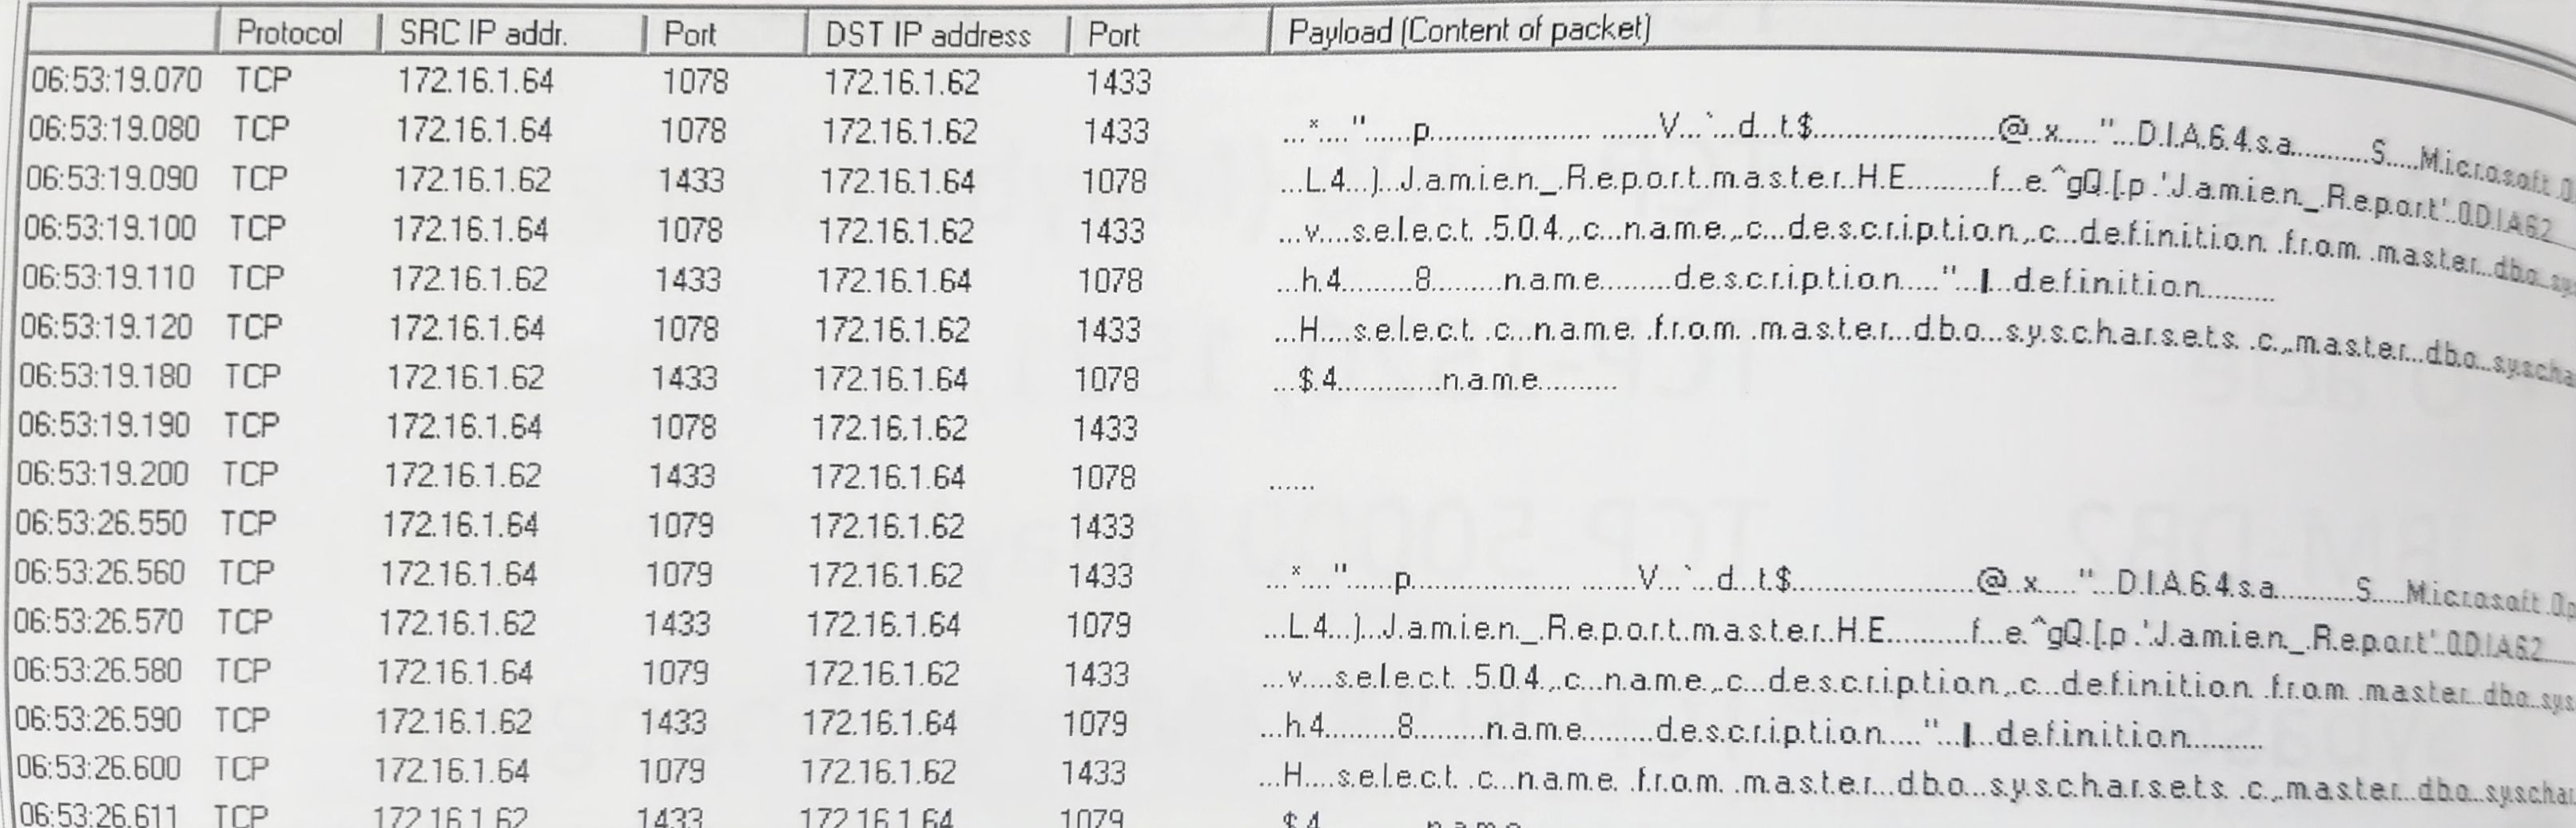 Protocol SRC IP addr. Port DST IP address Port Payload (Content of packet)
06:53:19.070 TCP 172.16.1.64 1078 172.16.1.62 1433
06:53:19.080 TCP 172.16.1.64 1078 172.16.1.62 1433 ...*....''......p.................... .......V...`...d...t.$.......................@..x.....''...D.I.A.6.4.s.a..........S.....M.i.c.r.o.s.o.f.t.
06:53:19.090 TCP 172.16.1.62 1433 172.16.1.64 1078 ...L.4...)...J.a.m.i.e.n._.R.e.p.o.r.t..m.a.s.t.e.r..H.E..........f...e.^gQ.[.p .'J.a.m.i.e.n._.R.e.p.o.r.t'..0.D.I.A.6.2
06:53:19.100 TCP 172.16.1.64 1078 172.16.1.62 1433 ...v....s.e.l.e.c.t. .5.0.4.,.c...n.a.m.e.,.c...d.e.s.c.r.i.p.t.i.o.n.,.c...d.e.f.i.n.i.t.i.o.n. .f.r.o.m. .m.a.s.t.e.r...d.b.o...s.y
06:53:19.110 TCP 172.16.1.62 1433 172.16.1.64 1078 ...h.4.........8.........n.a.m.e.........d.e.s.c.r.i.p.t.i.o.n.....''...|...d.e.f.i.n.i.t.i.o.n..........
06:53:19.120 TCP 172.16.1.64 1078 172.16.1.62 1433 ...H....s.e.l.e.c.t. .c...n.a.m.e. .f.r.o.m. .m.a.s.t.e.r...d.b.o...s.y.s.c.h.a.r.s.e.t.s. .c.,.m.a.s.t.e.r...d.b.o...s.y.s.c.h.a
06:53:19.180 TCP 172.16.1.62 1433 172.16.1.64 1078 ...$.4.............n.a.m.e..........
06:53:19.190 TCP 172.16.1.64 1078 172.16.1.62 1433
06:53:19.200 TCP 172.16.1.62 1433 172.16.1.64 1078 ......
06:53:26.550 TCP 172.16.1.64 1079 172.16.1.62 1433
06:53:26.560 TCP 172.16.1.64 1079 172.16.1.62 1433 ...*....''......p.................... .......V...`...d...t.$.......................@..x.....''...D.I.A.6.4.s.a..........S.....M.i.c.r.o.s.o.f.t. .O.p
06:53:26.570 TCP 172.16.1.62 1433 172.16.1.64 1079 ...L.4...)...J.a.m.i.e.n._.R.e.p.o.r.t..m.a.s.t.e.r..H.E..........f...e.^gQ.[.p .'J.a.m.i.e.n._.R.e.p.o.r.t'..0.D.I.A.6.2
06:53:26.580 TCP 172.16.1.64 1079 172.16.1.62 1433 ...v....s.e.l.e.c.t. .5.0.4.,.c...n.a.m.e.,.c...d.e.s.c.r.i.p.t.i.o.n.,.c...d.e.f.i.n.i.t.i.o.n. .f.r.o.m. .m.a.s.t.e.r...d.b.o...s.y.s
06:53:26.590 TCP 172.16.1.62 1433 172.16.1.64 1079 ...h.4.........8.........n.a.m.e.........d.e.s.c.r.i.p.t.i.o.n.....''...|...d.e.f.i.n.i.t.i.o.n..........
06:53:26.600 TCP 172.16.1.64 1079 172.16.1.62 1433 ...H....s.e.l.e.c.t. .c...n.a.m.e. .f.r.o.m. .m.a.s.t.e.r...d.b.o...s.y.s.c.h.a.r.s.e.t.s. .c.,.m.a.s.t.e.r...d.b.o...s.y.s.c.h.a.r
06:53:26.611 TCP 172.16.1.62 1433 172.16.1.64 1079 $.4 n.a.m.e